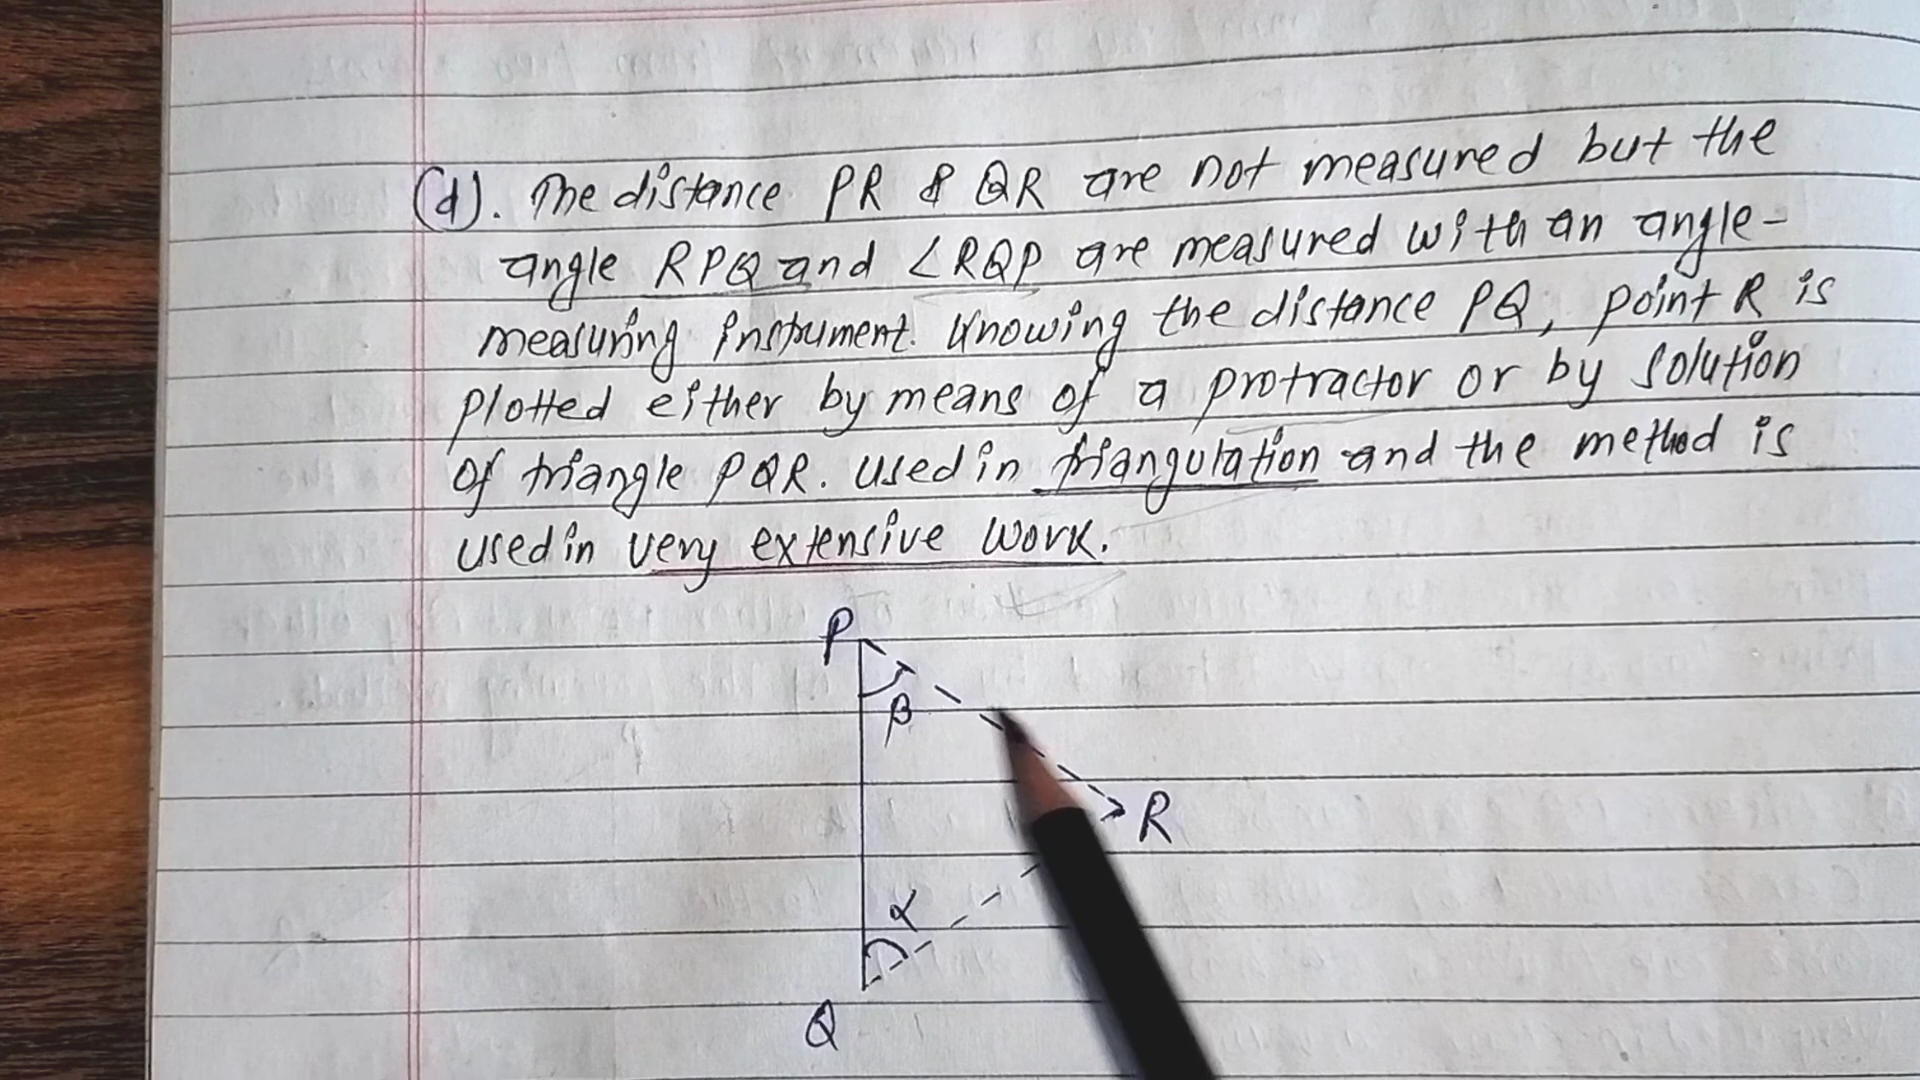 (d). The distance PR & QR are not measured but the
angle RPQ and ∠RQP are measured with an angle-
measuring instrument. Knowing the distance PQ, point R is
plotted either by means of a protractor or by solution
of triangle PQR. Used in triangulation and the method is
used in very extensive work.
P
β
R
α
Q